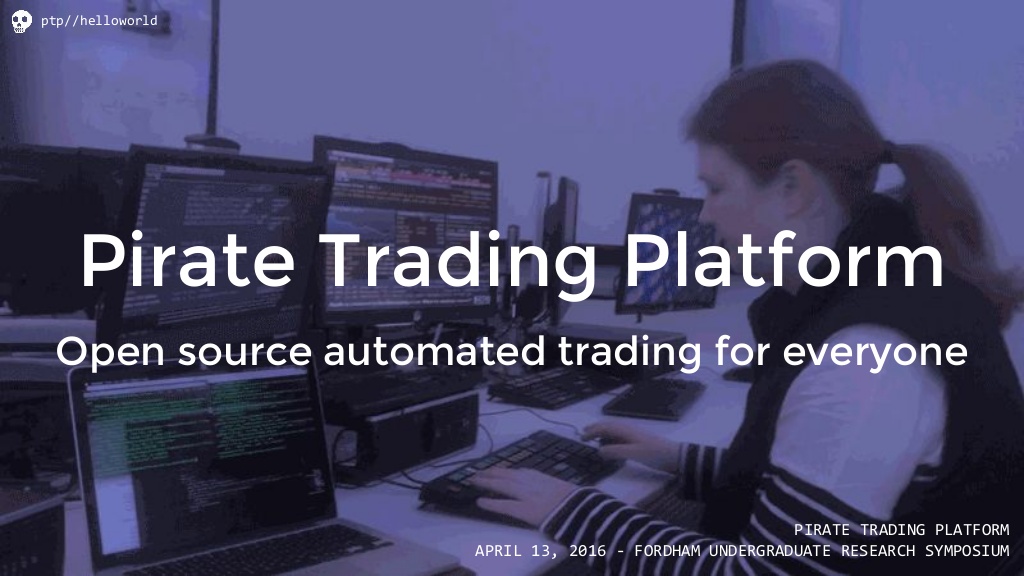 ptp//helloworld
Pirate Trading Platform
Open source automated trading for everyone
PIRATE TRADING PLATFORM
APRIL 13, 2016 - FORDHAM UNDERGRADUATE RESEARCH SYMPOSIUM